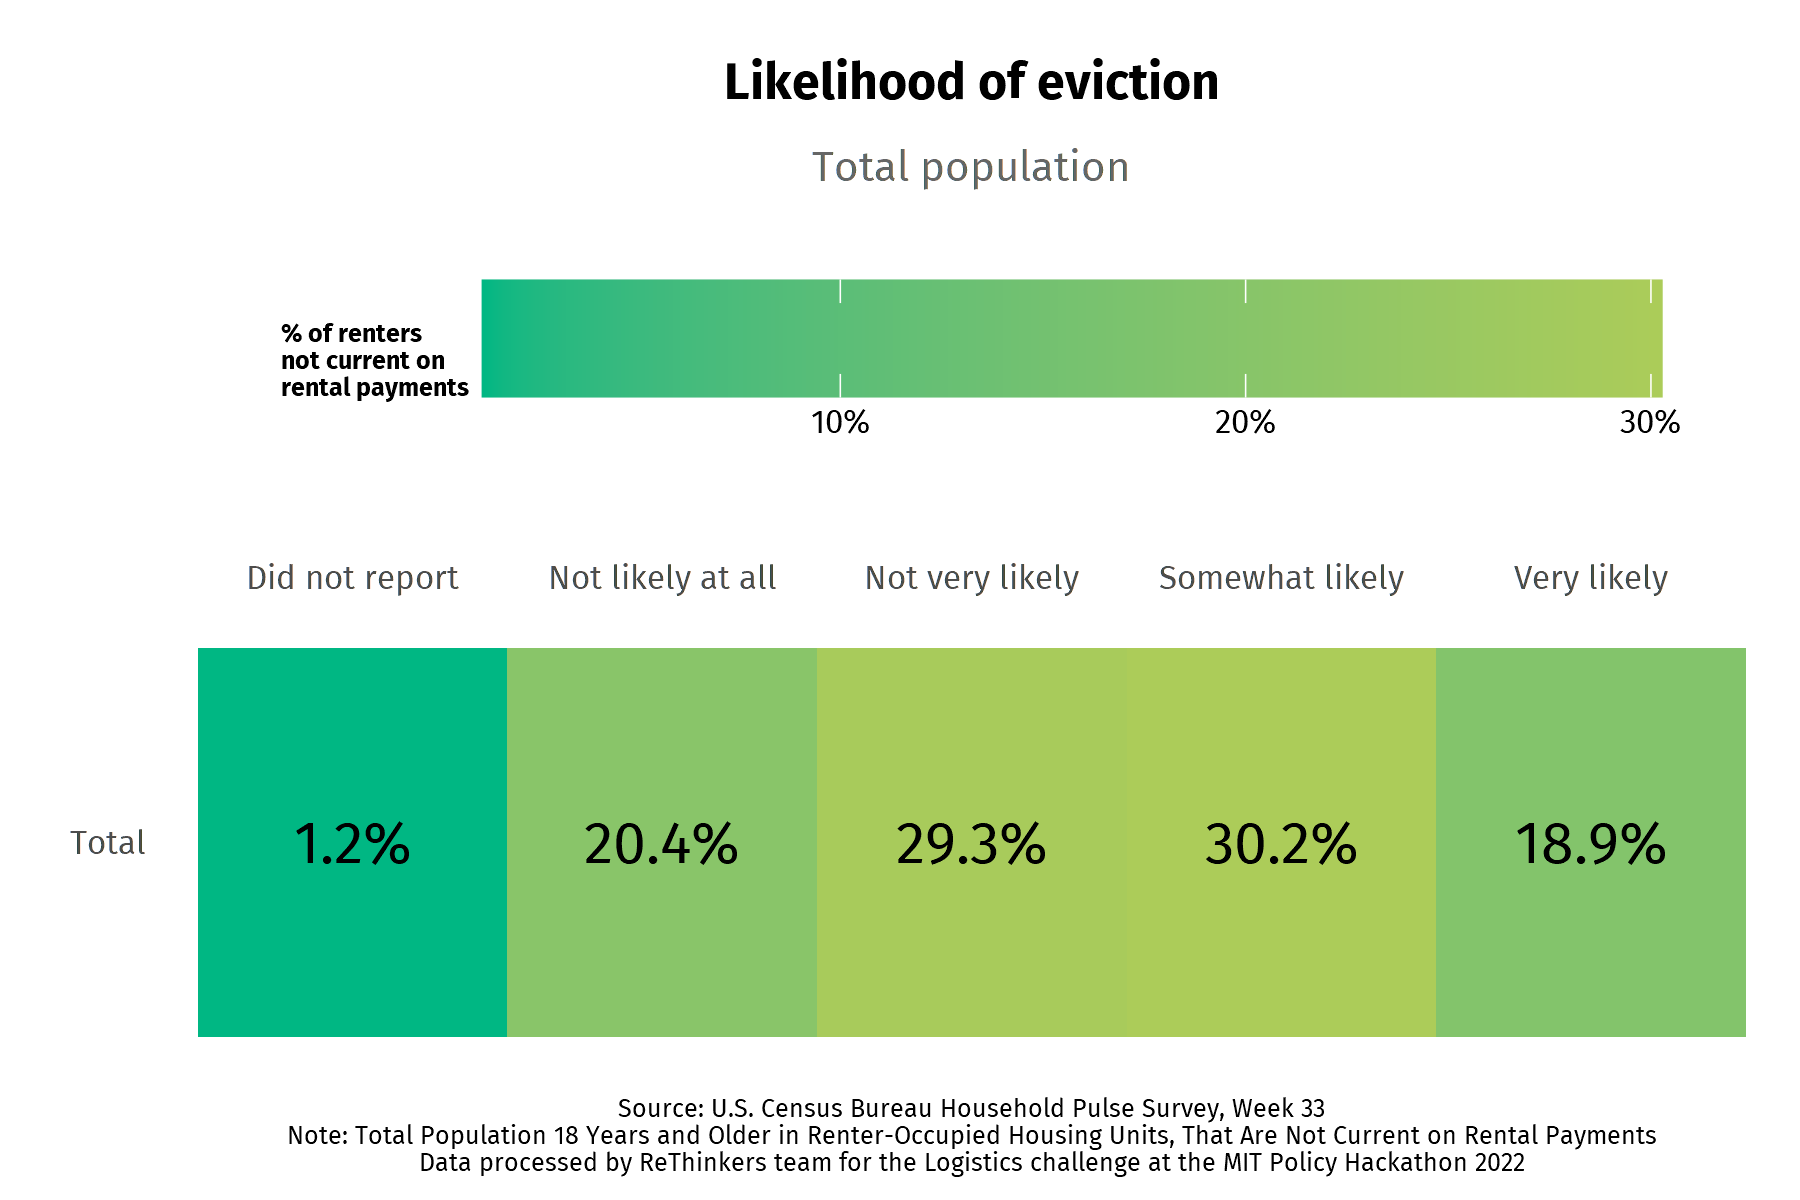 Likelihood of eviction
Total population
% of renters
not current on
rental payments
10% 20% 30%
Did not report Not likely at all Not very likely Somewhat likely Very likely
Total 1.2% 20.4% 29.3% 30.2% 18.9%
Source: U.S. Census Bureau Household Pulse Survey, Week 33
Note: Total Population 18 Years and Older in Renter-Occupied Housing Units, That Are Not Current on Rental Payments
Data processed by ReThinkers team for the Logistics challenge at the MIT Policy Hackathon 2022